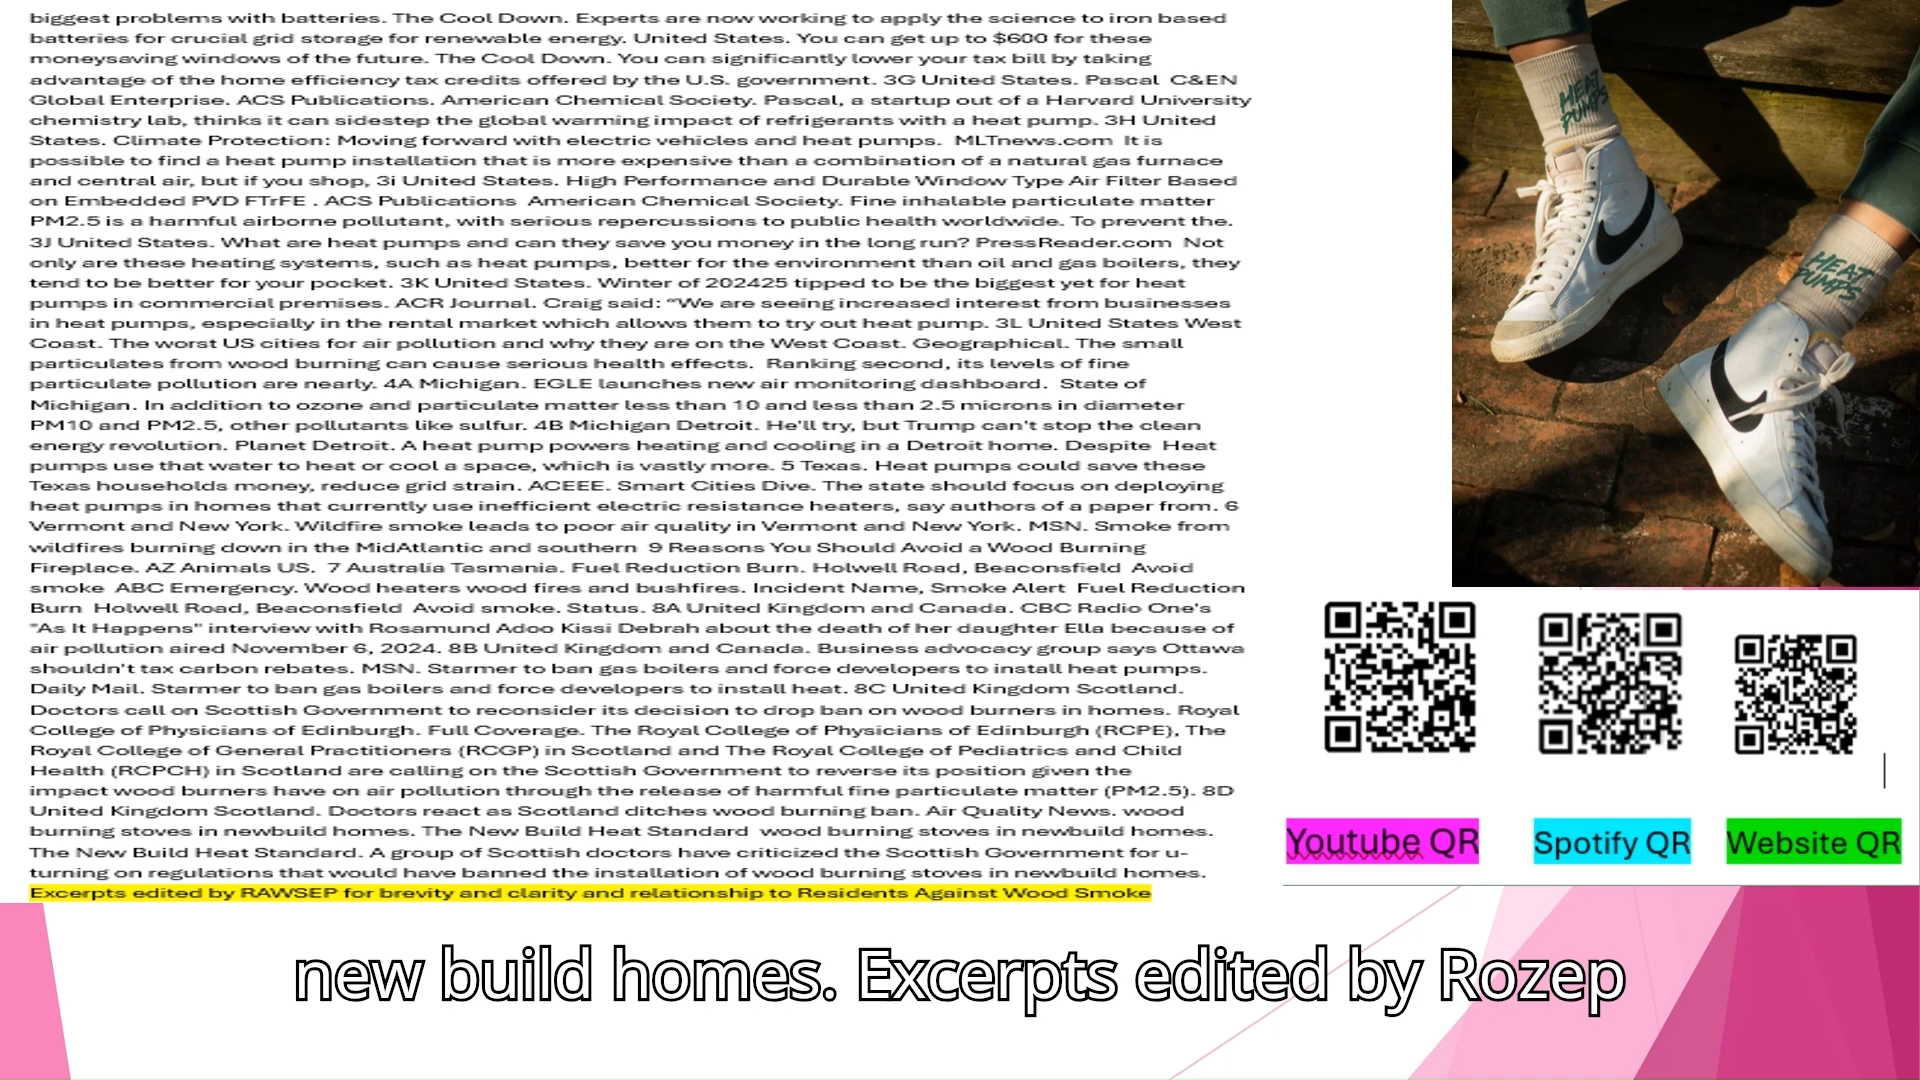 biggest problems with batteries. The Cool Down. Experts are now working to apply the science to iron based
batteries for crucial grid storage for renewable energy. United States. You can get up to $600 for these
moneysaving windows of the future. The Cool Down. You can significantly lower your tax bill by taking
advantage of the home efficiency tax credits offered by the U.S. government. 3G United States. Pascal C&EN
Global Enterprise. ACS Publications. American Chemical Society. Pascal, a startup out of a Harvard University
chemistry lab, thinks it can sidestep the global warming impact of refrigerants with a heat pump. 3H United
States. Climate Protection: Moving forward with electric vehicles and heat pumps. MLTnews.com It is
possible to find a heat pump installation that is more expensive than a combination of a natural gas furnace
and central air, but if you shop, 3i United States. High Performance and Durable Window Type Air Filter Based
on Embedded PVD FTrFE . ACS Publications American Chemical Society. Fine inhalable particulate matter
PM2.5 is a harmful airborne pollutant, with serious repercussions to public health worldwide. To prevent the.
3J United States. What are heat pumps and can they save you money in the long run? PressReader.com Not
only are these heating systems, such as heat pumps, better for the environment than oil and gas boilers, they
tend to be better for your pocket. 3K United States. Winter of 202425 tipped to be the biggest yet for heat
pumps in commercial premises. ACR Journal. Craig said: “We are seeing increased interest from businesses
in heat pumps, especially in the rental market which allows them to try out heat pump. 3L United States West
Coast. The worst US cities for air pollution and why they are on the West Coast. Geographical. The small
particulates from wood burning can cause serious health effects. Ranking second, its levels of fine
particulate pollution are nearly. 4A Michigan. EGLE launches new air monitoring dashboard. State of
Michigan. In addition to ozone and particulate matter less than 10 and less than 2.5 microns in diameter
PM10 and PM2.5, other pollutants like sulfur. 4B Michigan Detroit. He'll try, but Trump can't stop the clean
energy revolution. Planet Detroit. A heat pump powers heating and cooling in a Detroit home. Despite Heat
pumps use that water to heat or cool a space, which is vastly more. 5 Texas. Heat pumps could save these
Texas households money, reduce grid strain. ACEEE. Smart Cities Dive. The state should focus on deploying
heat pumps in homes that currently use inefficient electric resistance heaters, say authors of a paper from. 6
Vermont and New York. Wildfire smoke leads to poor air quality in Vermont and New York. MSN. Smoke from
wildfires burning down in the MidAtlantic and southern 9 Reasons You Should Avoid a Wood Burning
Fireplace. AZ Animals US. 7 Australia Tasmania. Fuel Reduction Burn. Holwell Road, Beaconsfield Avoid
smoke ABC Emergency. Wood heaters wood fires and bushfires. Incident Name, Smoke Alert Fuel Reduction
Burn Holwell Road, Beaconsfield Avoid smoke. Status. 8A United Kingdom and Canada. CBC Radio One's
"As It Happens" interview with Rosamund Adoo Kissi Debrah about the death of her daughter Ella because of
air pollution aired November 6, 2024. 8B United Kingdom and Canada. Business advocacy group says Ottawa
shouldn't tax carbon rebates. MSN. Starmer to ban gas boilers and force developers to install heat pumps.
Daily Mail. Starmer to ban gas boilers and force developers to install heat. 8C United Kingdom Scotland.
Doctors call on Scottish Government to reconsider its decision to drop ban on wood burners in homes. Royal
College of Physicians of Edinburgh. Full Coverage. The Royal College of Physicians of Edinburgh (RCPE), The
Royal College of General Practitioners (RCGP) in Scotland and The Royal College of Pediatrics and Child
Health (RCPCH) in Scotland are calling on the Scottish Government to reverse its position given the
impact wood burners have on air pollution through the release of harmful fine particulate matter (PM2.5). 8D
United Kingdom Scotland. Doctors react as Scotland ditches wood burning ban. Air Quality News. wood
burning stoves in newbuild homes. The New Build Heat Standard wood burning stoves in newbuild homes.
The New Build Heat Standard. A group of Scottish doctors have criticized the Scottish Government for u-
turning on regulations that would have banned the installation of wood burning stoves in newbuild homes.
Excerpts edited by RAWSEP for brevity and clarity and relationship to Residents Against Wood Smoke
HEAT
PUMPS
HEAT
PUMPS
Youtube QR
Spotify QR
Website QR
new build homes. Excerpts edited by Rozep